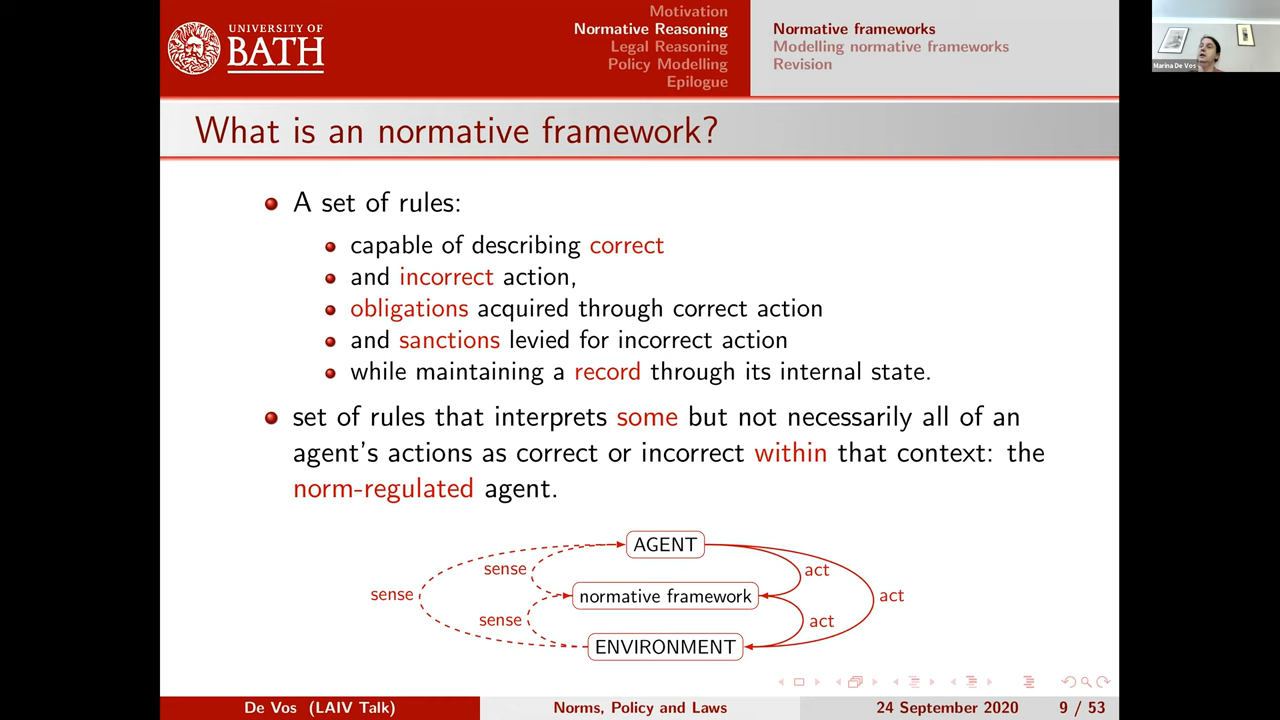 UNIVERSITY OF
BATH
Motivation
Normative Reasoning
Legal Reasoning
Policy Modelling
Epilogue
Normative frameworks
Modelling normative frameworks
Revision
Marina De Vos
What is an normative framework?
A set of rules:
capable of describing correct
and incorrect action,
obligations acquired through correct action
and sanctions levied for incorrect action
while maintaining a record through its internal state.
set of rules that interprets some but not necessarily all of an
agent's actions as correct or incorrect within that context: the
norm-regulated agent.
AGENT
sense
act
sense
normative framework
act
sense
act
ENVIRONMENT
De Vos (LAIV Talk)
Norms, Policy and Laws
24 September 2020
9 / 53